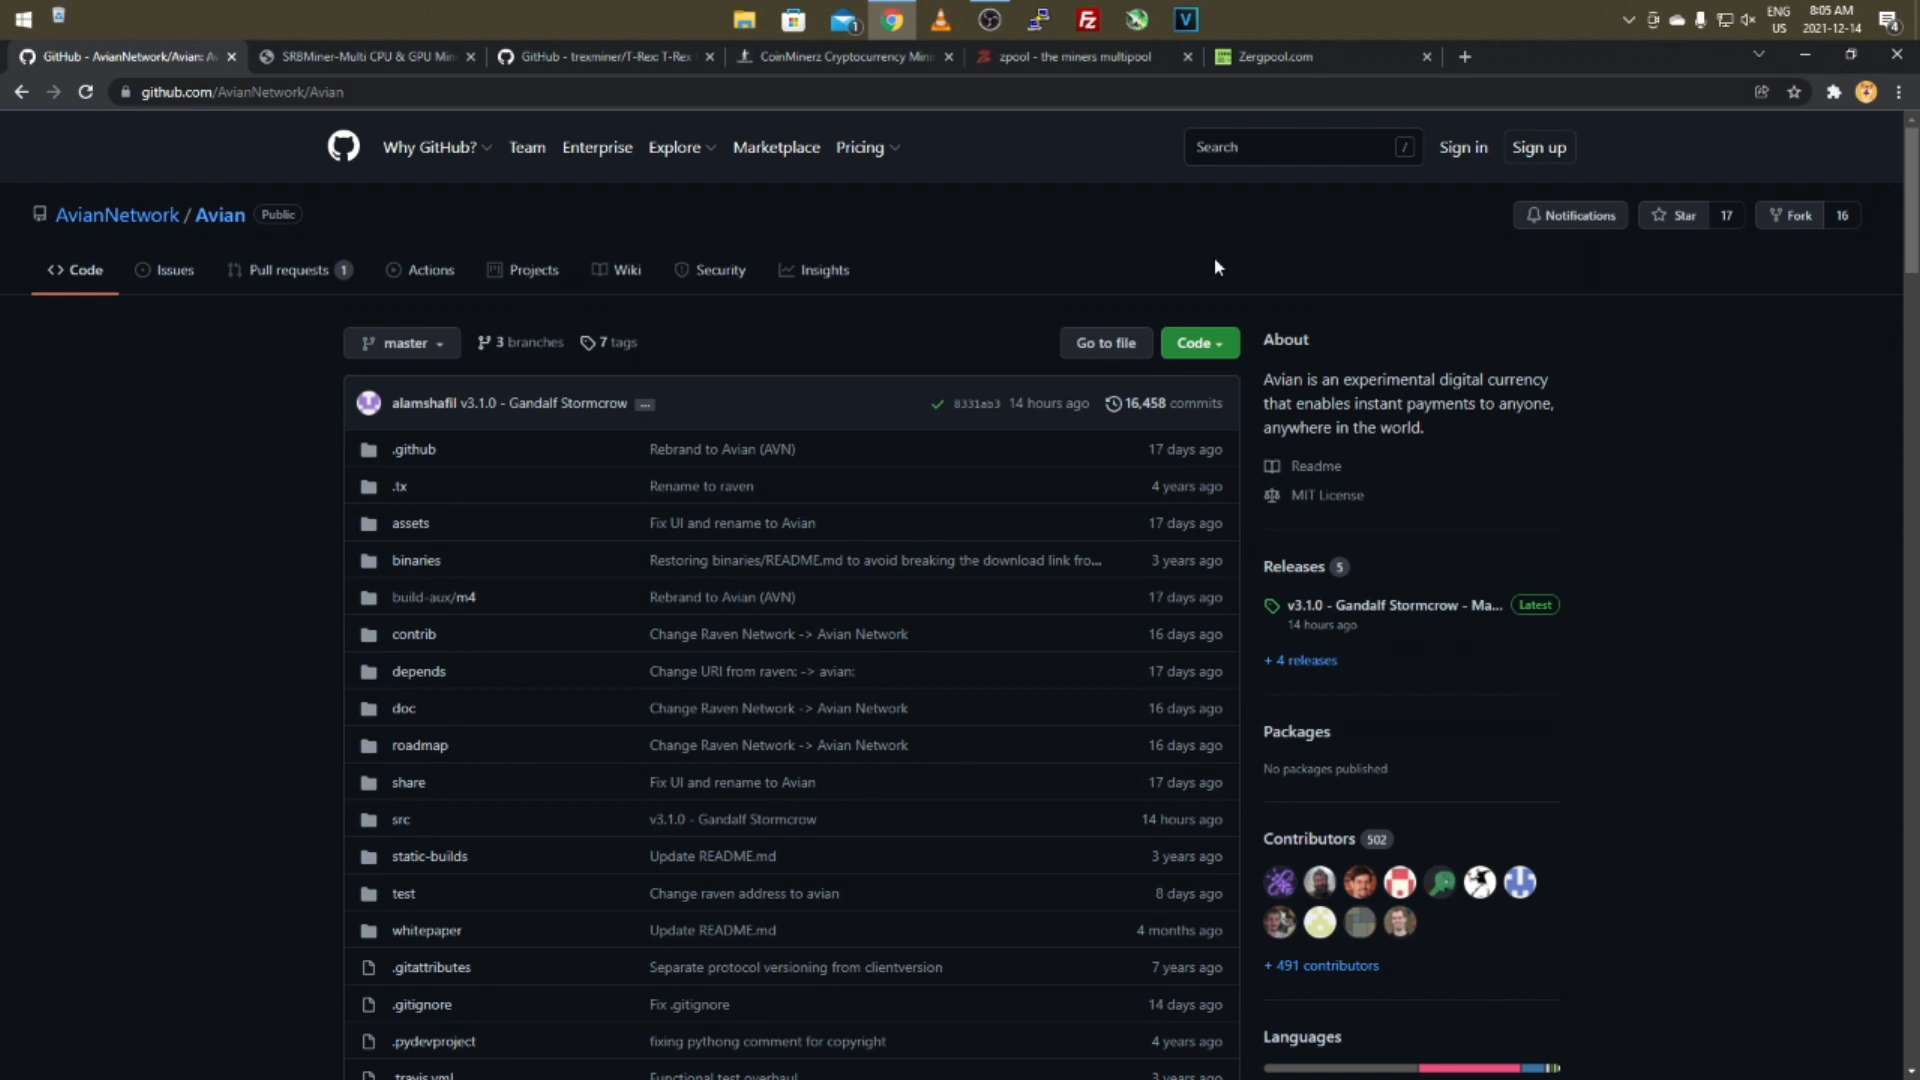 ENG
US
8:05 AM
2021-12-14
4
1
GitHub - AvianNetwork/Avian: Av
SRBMiner-Multi CPU & GPU Min
GitHub - trexminer/T-Rex: T-Rex
CoinMinerz Cryptocurrency Mini
zpool - the miners multipool
Zergpool.com
github.com/AvianNetwork/Avian
Why GitHub?
Team
Enterprise
Explore
Marketplace
Pricing
Search
/
Sign in
Sign up
AvianNetwork / Avian
Public
Notifications
Star
17
Fork
16
Code
Issues
Pull requests 1
Actions
Projects
Wiki
Security
Insights
master
3 branches
7 tags
Go to file
Code
alamshafil v3.1.0 - Gandalf Stormcrow ...
8331ab3 14 hours ago
16,458 commits
.github Rebrand to Avian (AVN) 17 days ago
.tx Rename to raven 4 years ago
assets Fix UI and rename to Avian 17 days ago
binaries Restoring binaries/README.md to avoid breaking the download link fro... 3 years ago
build-aux/m4 Rebrand to Avian (AVN) 17 days ago
contrib Change Raven Network -> Avian Network 16 days ago
depends Change URI from raven: -> avian: 17 days ago
doc Change Raven Network -> Avian Network 16 days ago
roadmap Change Raven Network -> Avian Network 16 days ago
share Fix UI and rename to Avian 17 days ago
src v3.1.0 - Gandalf Stormcrow 14 hours ago
static-builds Update README.md 3 years ago
test Change raven address to avian 8 days ago
whitepaper Update README.md 4 months ago
.gitattributes Separate protocol versioning from clientversion 7 years ago
.gitignore Fix .gitignore 14 days ago
.pydevproject fixing pythong comment for copyright 4 years ago
.travis.yml Functional test overhaul 3 years ago
About
Avian is an experimental digital currency
that enables instant payments to anyone,
anywhere in the world.
Readme
MIT License
Releases 5
v3.1.0 - Gandalf Stormcrow - Ma...
Latest
14 hours ago
+ 4 releases
Packages
No packages published
Contributors 502
+ 491 contributors
Languages